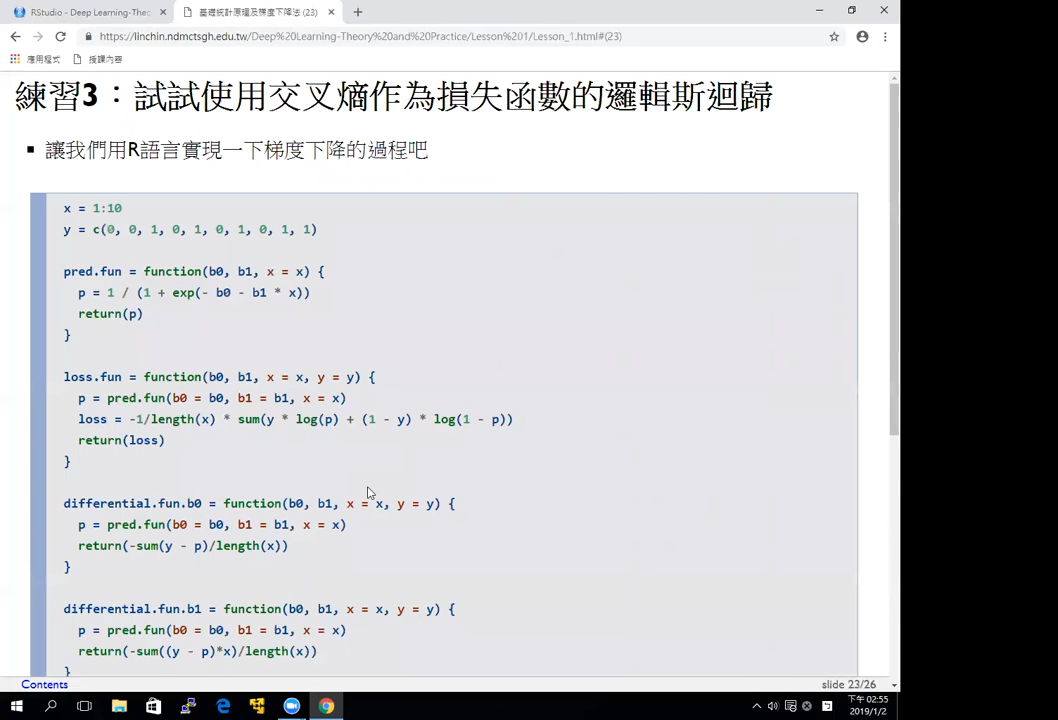 RStudio - Deep Learning-Theo
基礎統計原理及梯度下降法 (23)
https://linchin.ndmctsgh.edu.tw/Deep%20Learning-Theory%20and%20Practice/Lesson%201/Lesson_1.html#(23)
應用程式 授課內容
練習3：試試使用交叉熵作為損失函數的邏輯斯迴歸
▪ 讓我們用R語言實現一下梯度下降的過程吧
x = 1:10
y = c(0, 0, 1, 0, 1, 0, 1, 0, 1, 1)
pred.fun = function(b0, b1, x = x) {
p = 1 / (1 + exp(- b0 - b1 * x))
return(p)
}
loss.fun = function(b0, b1, x = x, y = y) {
p = pred.fun(b0 = b0, b1 = b1, x = x)
loss = -1/length(x) * sum(y * log(p) + (1 - y) * log(1 - p))
return(loss)
}
differential.fun.b0 = function(b0, b1, x = x, y = y) {
p = pred.fun(b0 = b0, b1 = b1, x = x)
return(-sum(y - p)/length(x))
}
differential.fun.b1 = function(b0, b1, x = x, y = y) {
p = pred.fun(b0 = b0, b1 = b1, x = x)
return(-sum((y - p)*x)/length(x))
}
Contents
slide 23/26
下午 02:55
2019/1/2